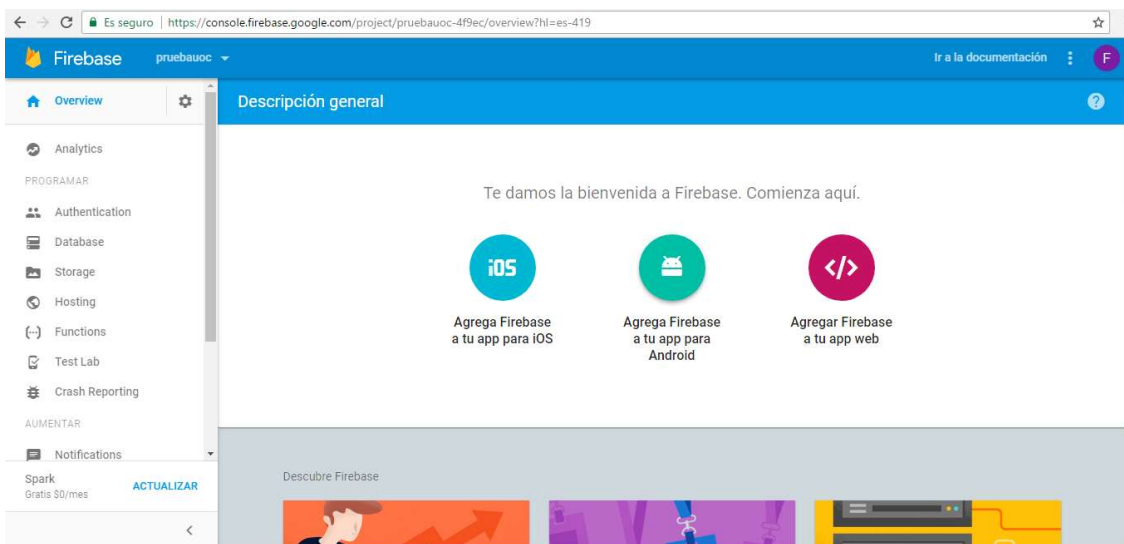 Es seguro | https://console.firebase.google.com/project/pruebauoc-4f9ec/overview?hl=es-419
Firebase pruebauoc Ir a la documentación F
Overview Descripción general ?
Analytics
PROGRAMAR
Authentication
Database
Storage
Hosting
Functions
Test Lab
Crash Reporting
AUMENTAR
Notifications
Spark
Gratis $0/mes
ACTUALIZAR
Te damos la bienvenida a Firebase. Comienza aquí.
iOS
Agrega Firebase
a tu app para iOS
Agrega Firebase
a tu app para
Android
</>
Agregar Firebase
a tu app web
Descubre Firebase